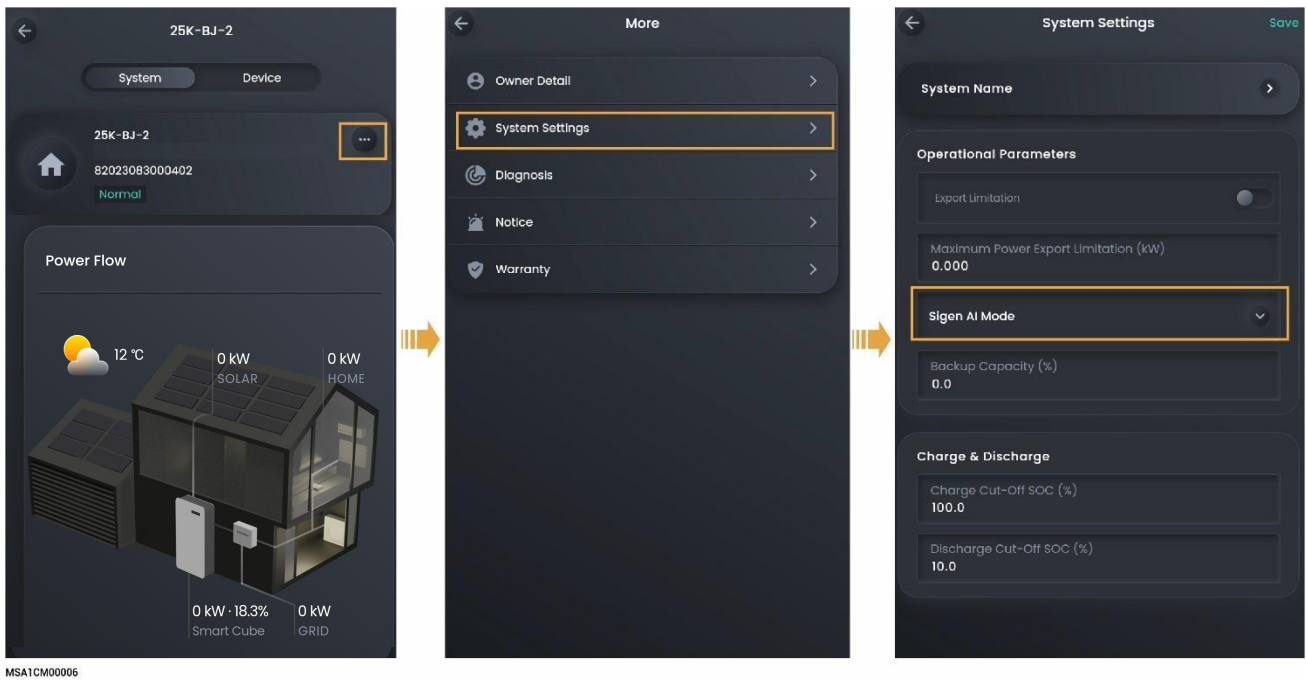 25K-BJ-2
System
Device
25K-BJ-2
82023083000402
Normal
Power Flow
12 ℃
0 kW
SOLAR
0 kW
HOME
0 kW · 18.3%
Smart Cube
0 kW
GRID
More
Owner Detail
System Settings
Diagnosis
Notice
Warranty
System Settings
Save
System Name
Operational Parameters
Export Limitation
Maximum Power Export Limitation (kW)
0.000
Sigen AI Mode
Backup Capacity (%)
0.0
Charge & Discharge
Charge Cut-Off SOC (%)
100.0
Discharge Cut-Off SOC (%)
10.0
MSA1CM00006